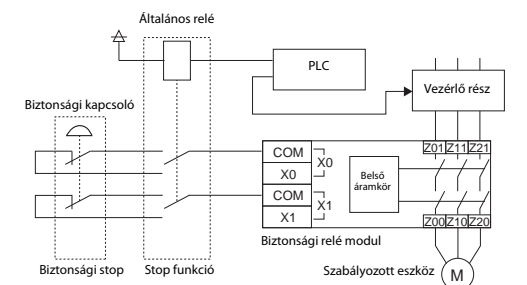 Általános relé
PLC
Vezérlő rész
Biztonsági kapcsoló
Z01 Z11 Z21
COM
X0
X0
COM
X1
X1
Belső
áramkör
Z00 Z10 Z20
Biztonsági relé modul
Biztonsági stop
Stop funkció
Szabályozott eszköz
M